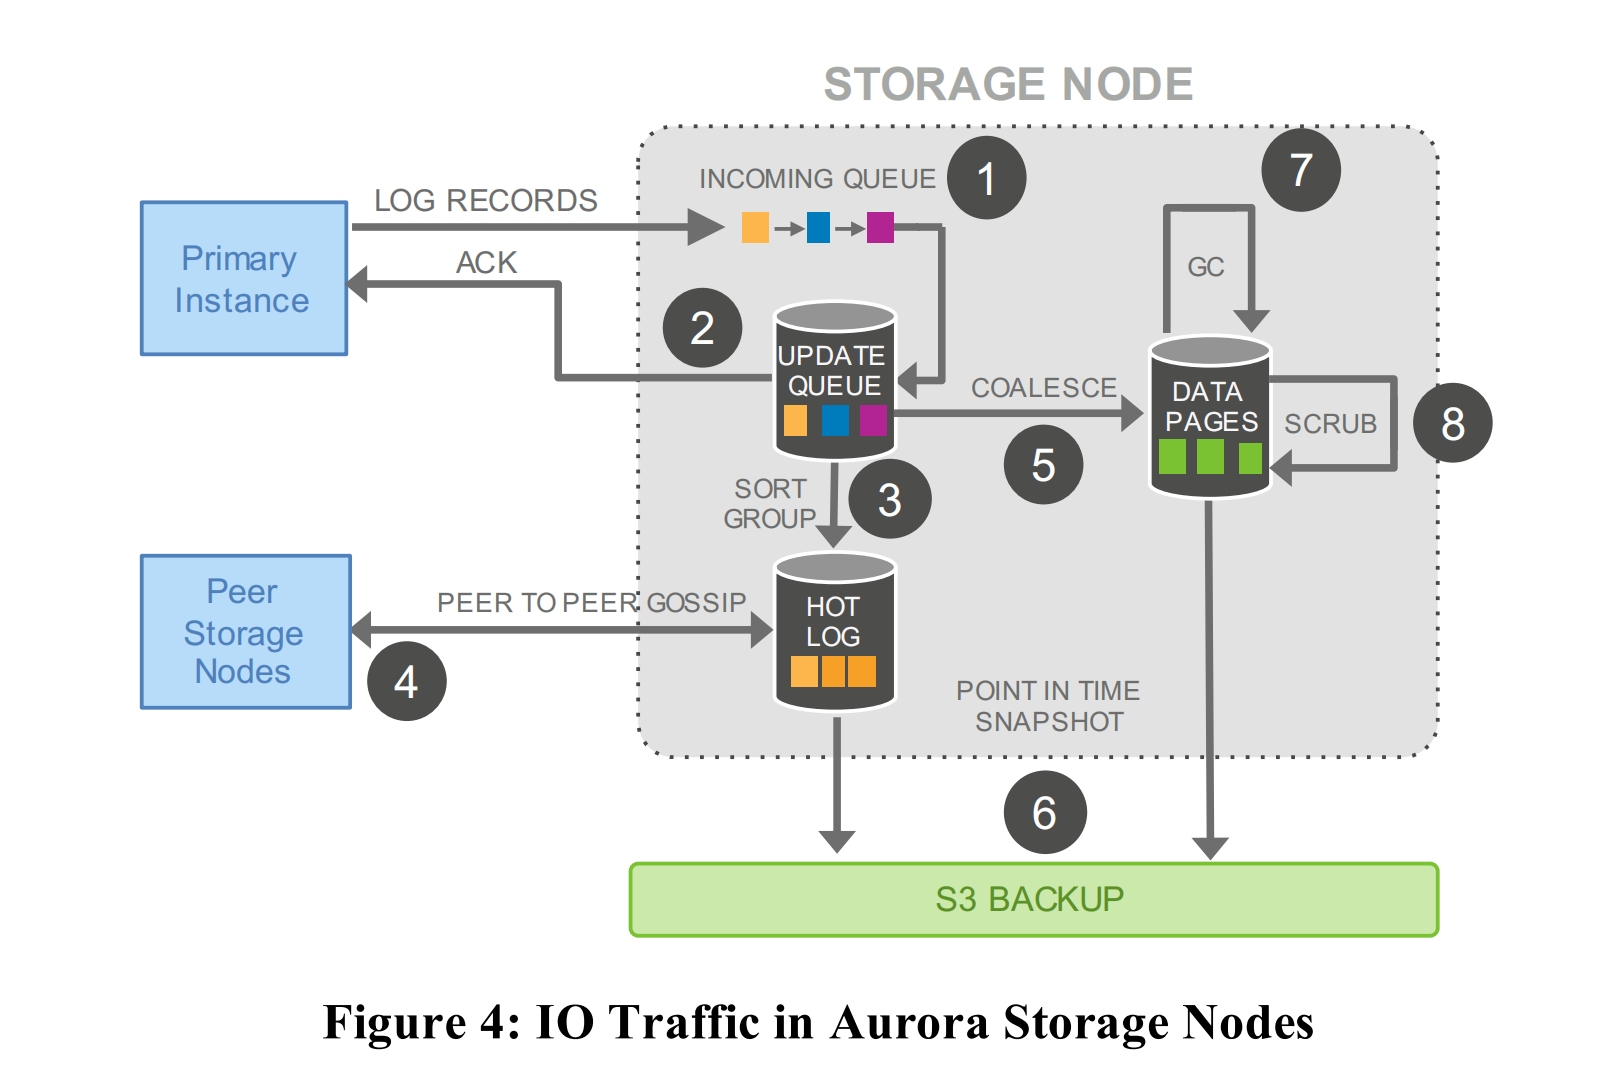 STORAGE NODE
INCOMING QUEUE
1
7
LOG RECORDS
Primary
Instance
ACK
GC
2
UPDATE
QUEUE
COALESCE
DATA
PAGES
SCRUB
8
5
SORT
GROUP
3
Peer
Storage
Nodes
PEER TO PEER GOSSIP
HOT
LOG
4
POINT IN TIME
SNAPSHOT
6
S3 BACKUP
Figure 4: IO Traffic in Aurora Storage Nodes